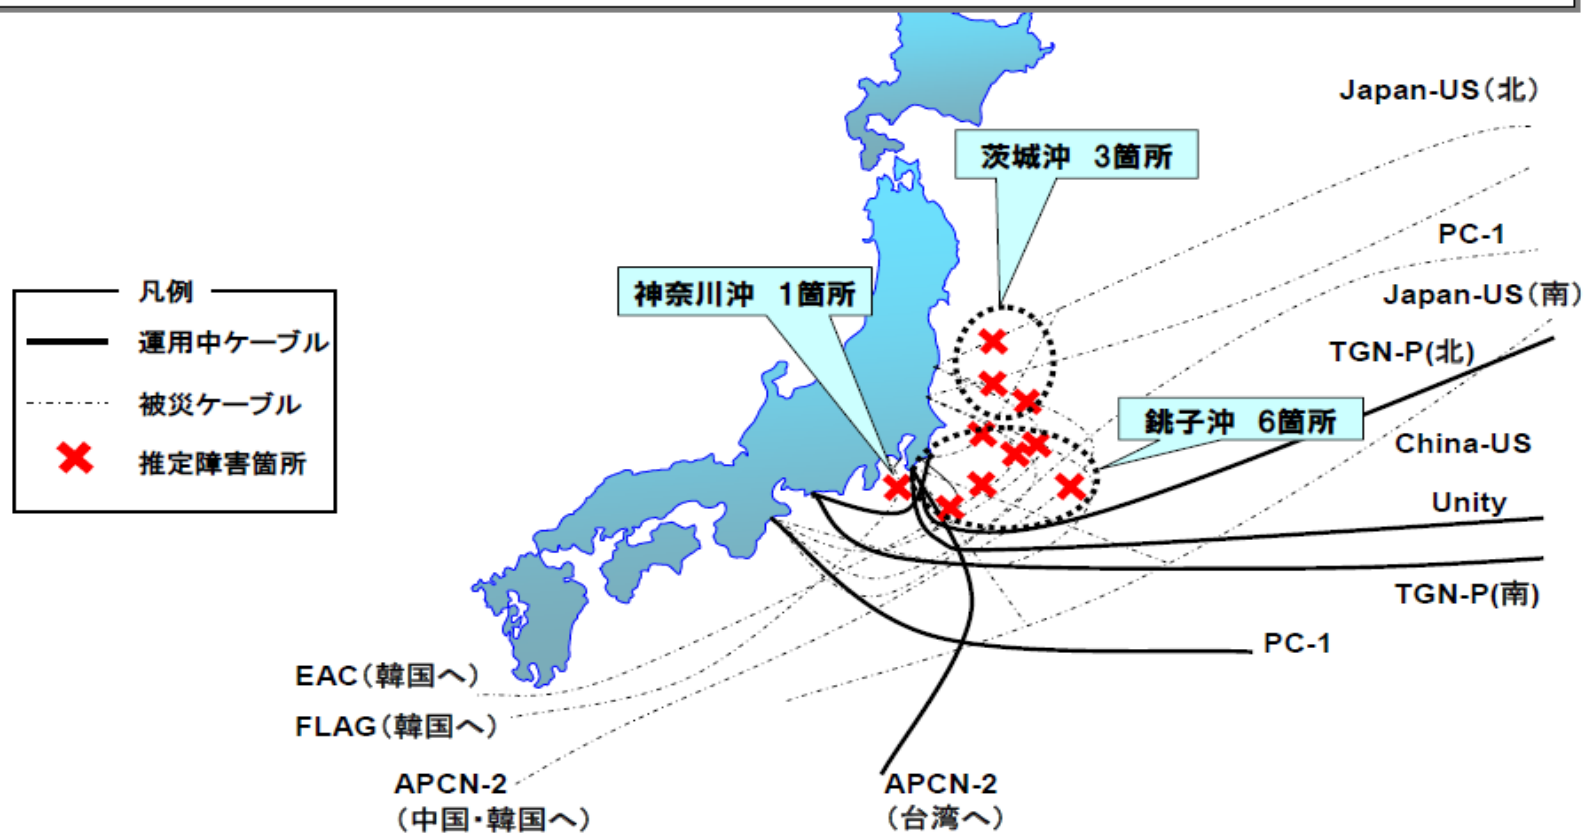 Japan-US（北）
茨城沖　3箇所
PC-1
神奈川沖　1箇所
Japan-US（南）
凡例
運用中ケーブル
被災ケーブル
推定障害箇所
TGN-P(北)
銚子沖　6箇所
China-US
Unity
TGN-P(南)
PC-1
EAC（韓国へ）
FLAG（韓国へ）
APCN-2
（中国・韓国へ）
APCN-2
（台湾へ）